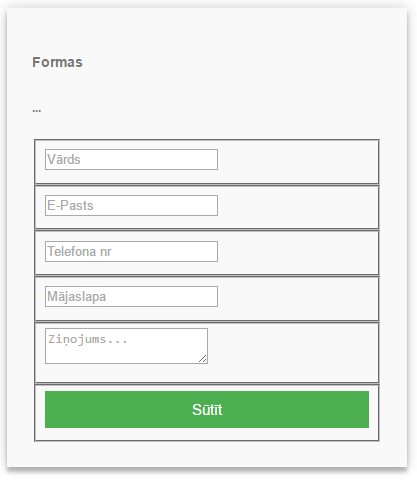 Formas
...
Vārds
E-Pasts
Telefona nr
Mājaslapa
Ziņojums...
Sūtīt